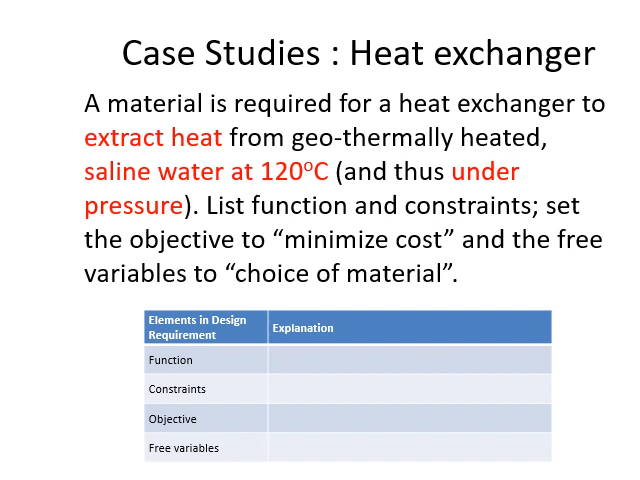 Case Studies : Heat exchanger
A material is required for a heat exchanger to
extract heat from geo-thermally heated,
saline water at 120°C (and thus under
pressure). List function and constraints; set
the objective to “minimize cost” and the free
variables to “choice of material”.
Elements in Design
Requirement
Explanation
Function
Constraints
Objective
Free variables